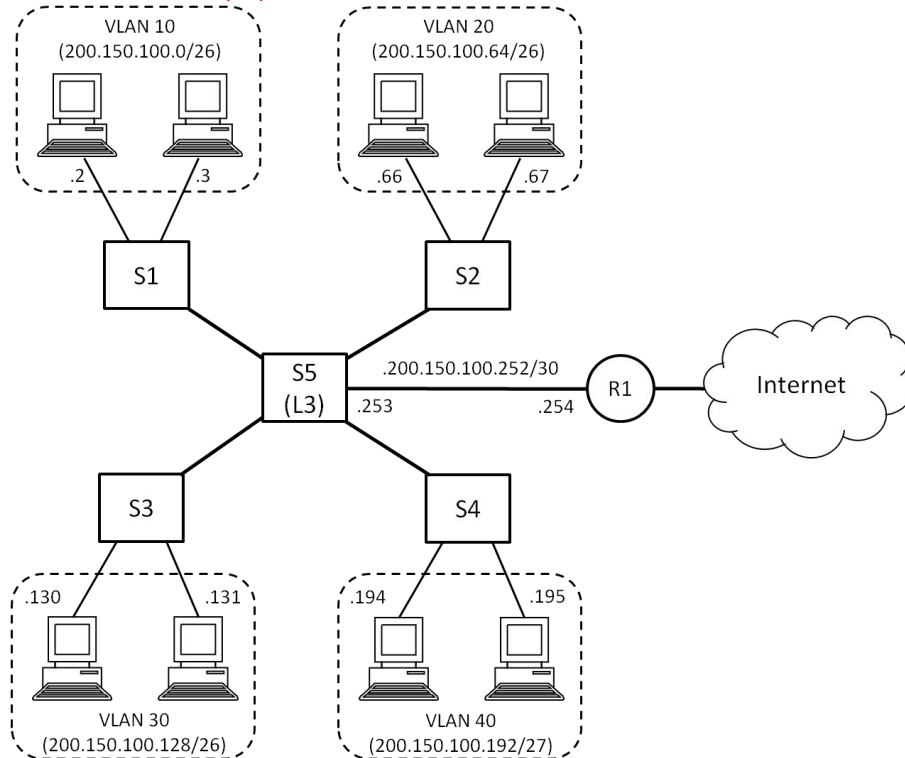 VLAN 10
(200.150.100.0/26)
VLAN 20
(200.150.100.64/26)
.2
.3
.66
.67
S1
S2
S5
(L3)
.200.150.100.252/30
.253
.254
R1
Internet
S3
S4
.130
.131
.194
.195
VLAN 30
(200.150.100.128/26)
VLAN 40
(200.150.100.192/27)